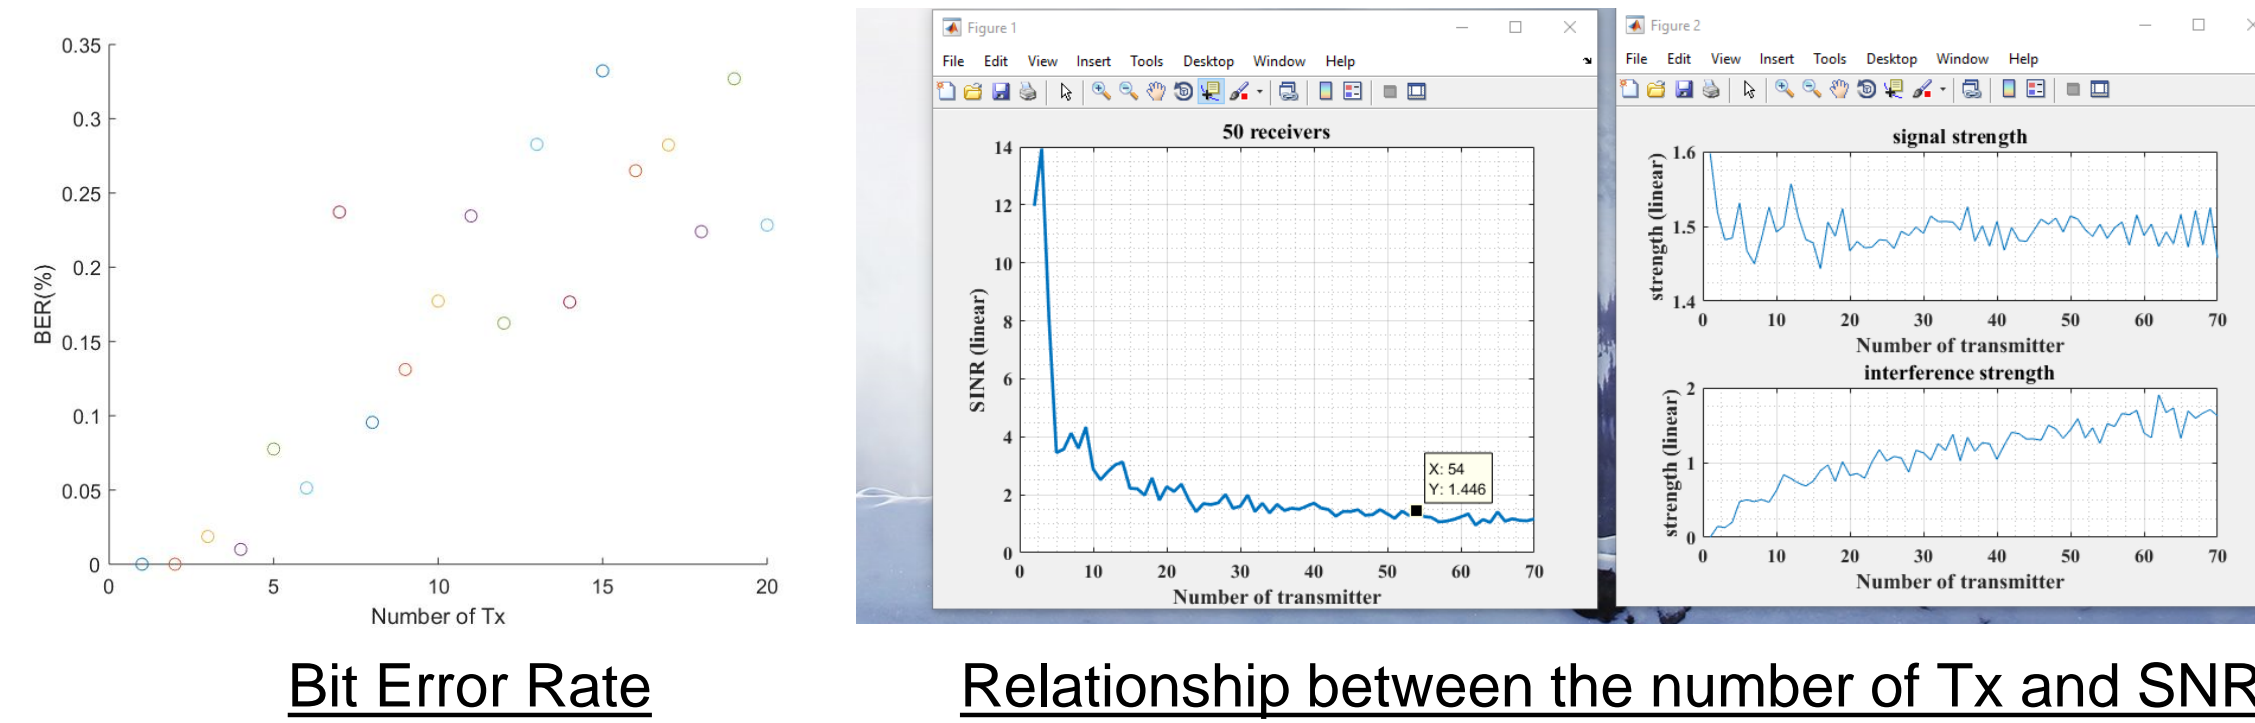 0.35
0.3
0.25
0.2
0.15
0.1
0.05
0
BER(%)
0 5 10 15 20
Number of Tx
Bit Error Rate
Figure 1
File Edit View Insert Tools Desktop Window Help
50 receivers
14
12
10
8
6
4
2
0
SINR (linear)
X: 54
Y: 1.446
0 10 20 30 40 50 60 70
Number of transmitter
Figure 2
File Edit View Insert Tools Desktop Window Help
signal strength
1.6
1.5
1.4
strength (linear)
0 10 20 30 40 50 60 70
Number of transmitter
interference strength
2
1
0
strength (linear)
0 10 20 30 40 50 60 70
Number of transmitter
Relationship between the number of Tx and SNR